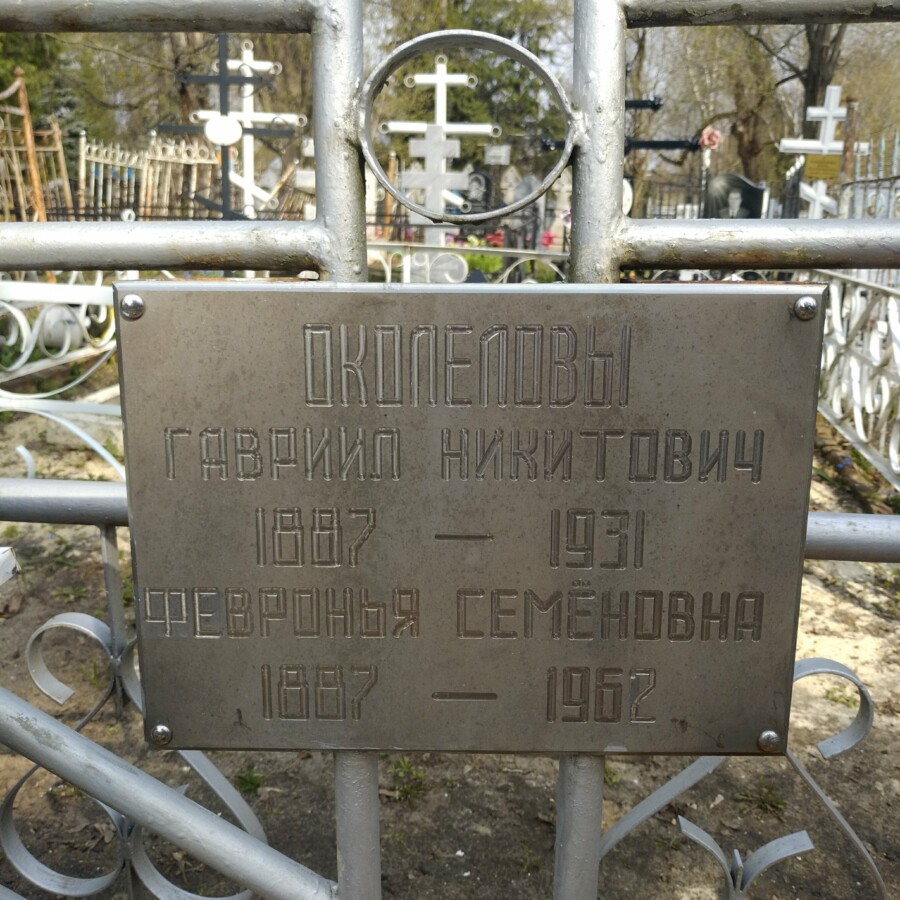 ОКОЛЕЛОВЫ
ГАВРИИЛ НИКИТОВИЧ
1887 — 1931
ФЕВРОНЬЯ СЕМЁНОВНА
1887 — 1962